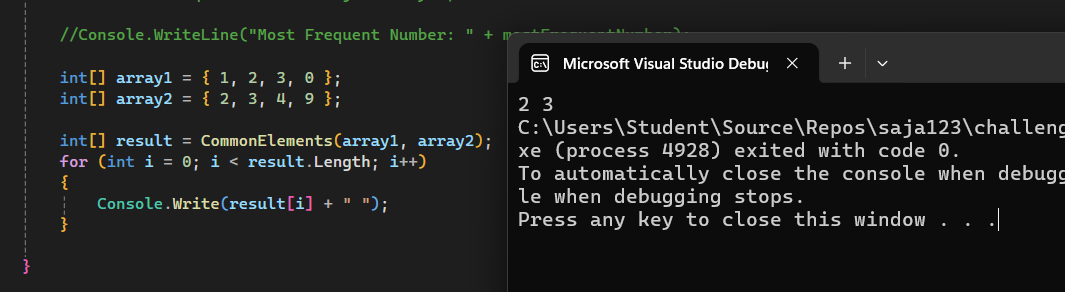 //Console.WriteLine("Most Frequent Number: " + mostFrequentNumber);
int[] array1 = { 1, 2, 3, 0 };
int[] array2 = { 2, 3, 4, 9 };
int[] result = CommonElements(array1, array2);
for (int i = 0; i < result.Length; i++)
{
Console.Write(result[i] + " ");
}
}
Microsoft Visual Studio Debug
2 3
C:\Users\Student\Source\Repos\saja123\challeng
xe (process 4928) exited with code 0.
To automatically close the console when debugg
le when debugging stops.
Press any key to close this window . . .